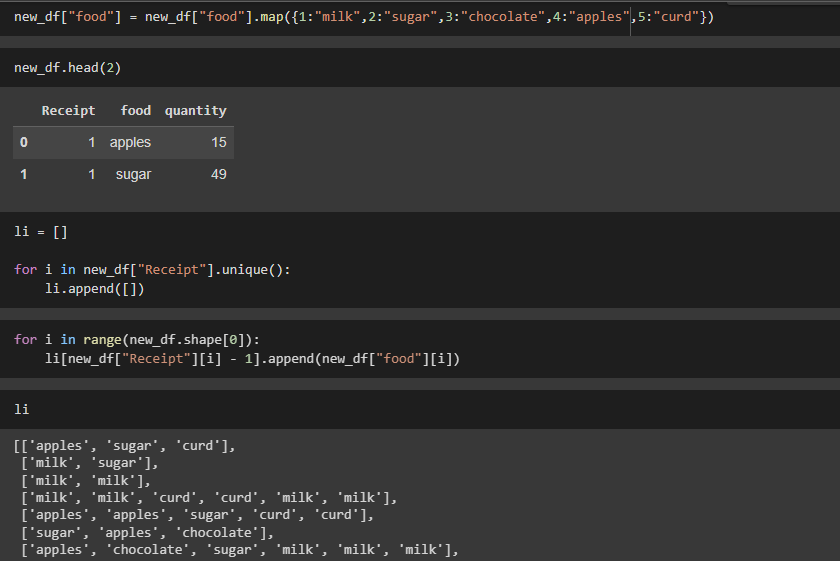 new_df["food"] = new_df["food"].map({1:"milk",2:"sugar",3:"chocolate",4:"apples",5:"curd"})
new_df.head(2)
Receipt food quantity
0 1 apples 15
1 1 sugar 49
li = []
for i in new_df["Receipt"].unique():
    li.append([])
for i in range(new_df.shape[0]):
    li[new_df["Receipt"][i] - 1].append(new_df["food"][i])
li
[['apples', 'sugar', 'curd'],
 ['milk', 'sugar'],
 ['milk', 'milk'],
 ['milk', 'milk', 'curd', 'curd', 'milk', 'milk'],
 ['apples', 'apples', 'sugar', 'curd', 'curd'],
 ['sugar', 'apples', 'chocolate'],
 ['apples', 'chocolate', 'sugar', 'milk', 'milk', 'milk'],